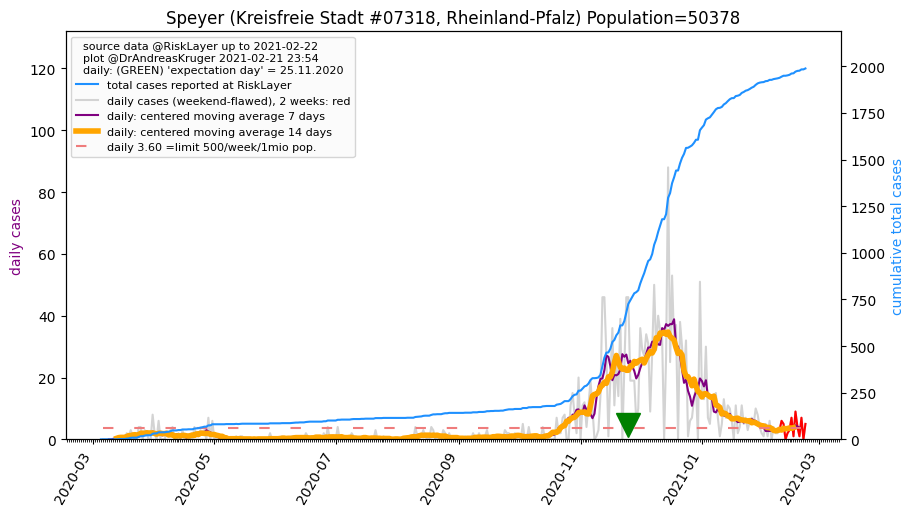 Speyer (Kreisfreie Stadt #07318, Rheinland-Pfalz) Population=50378
source data @RiskLayer up to 2021-02-22
plot @DrAndreasKruger 2021-02-21 23:54
daily: (GREEN) 'expectation day' = 25.11.2020
total cases reported at RiskLayer
daily cases (weekend-flawed), 2 weeks: red
daily: centered moving average 7 days
daily: centered moving average 14 days
daily 3.60 =limit 500/week/1mio pop.
daily cases
120
100
80
60
40
20
0
cumulative total cases
2000
1750
1500
1250
1000
750
500
250
0
2020-03
2020-05
2020-07
2020-09
2020-11
2021-01
2021-03